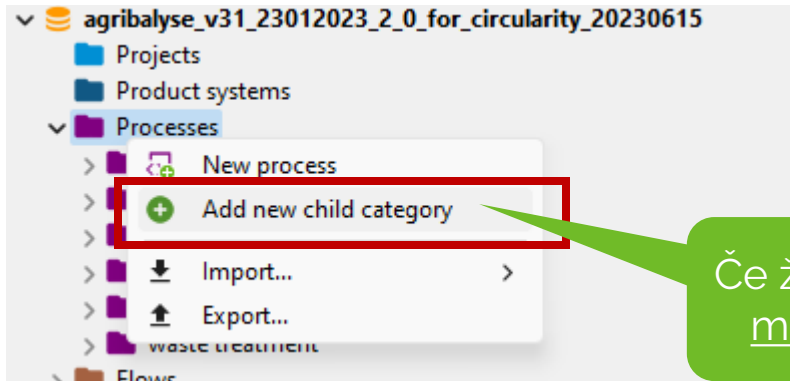 agribalyse_v31_23012023_2_0_for_circularity_20230615
Projects
Product systems
Processes
New process
Add new child category
Import...
Export...
waste treatment
Flows
Če